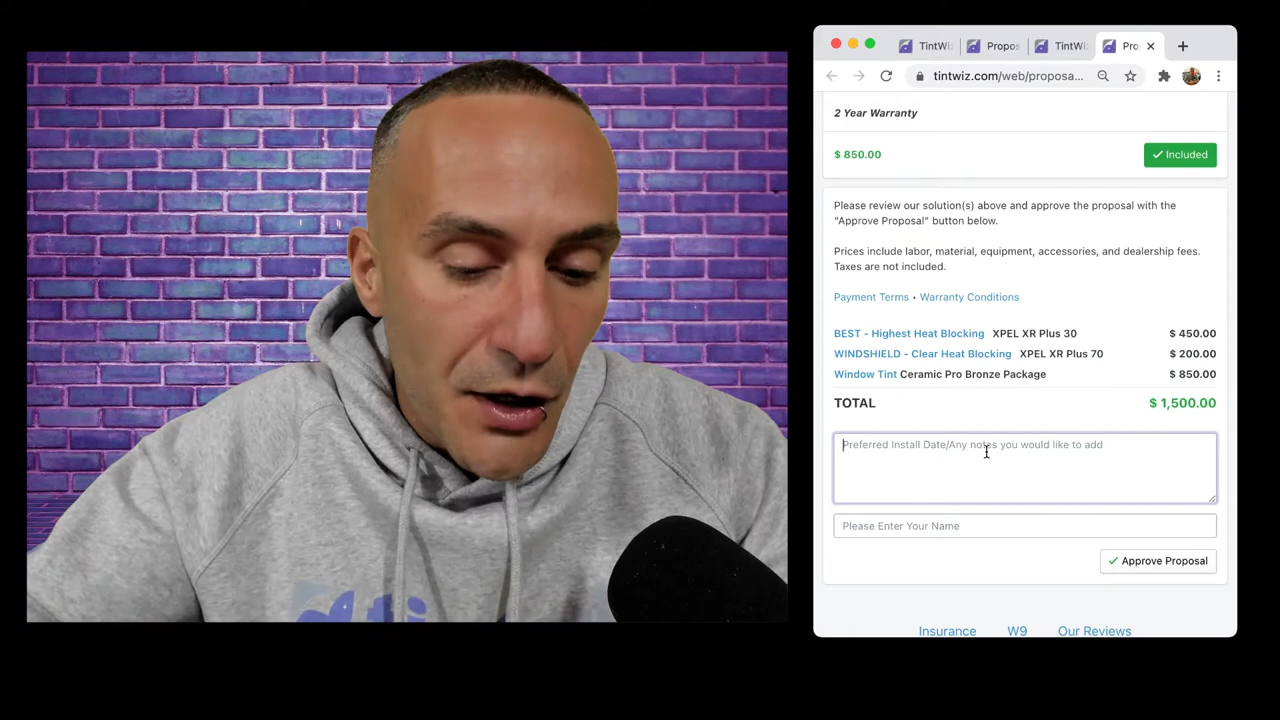 TintWiz
Propos
TintWiz
Pro
tintwiz.com/web/proposa...
2 Year Warranty
$ 850.00
Included
Please review our solution(s) above and approve the proposal with the
"Approve Proposal" button below.
Prices include labor, material, equipment, accessories, and dealership fees.
Taxes are not included.
Payment Terms • Warranty Conditions
BEST - Highest Heat Blocking XPEL XR Plus 30 $ 450.00
WINDSHIELD - Clear Heat Blocking XPEL XR Plus 70 $ 200.00
Window Tint Ceramic Pro Bronze Package $ 850.00
TOTAL $ 1,500.00
Preferred Install Date/Any notes you would like to add
Please Enter Your Name
Approve Proposal
Insurance W9 Our Reviews
ti